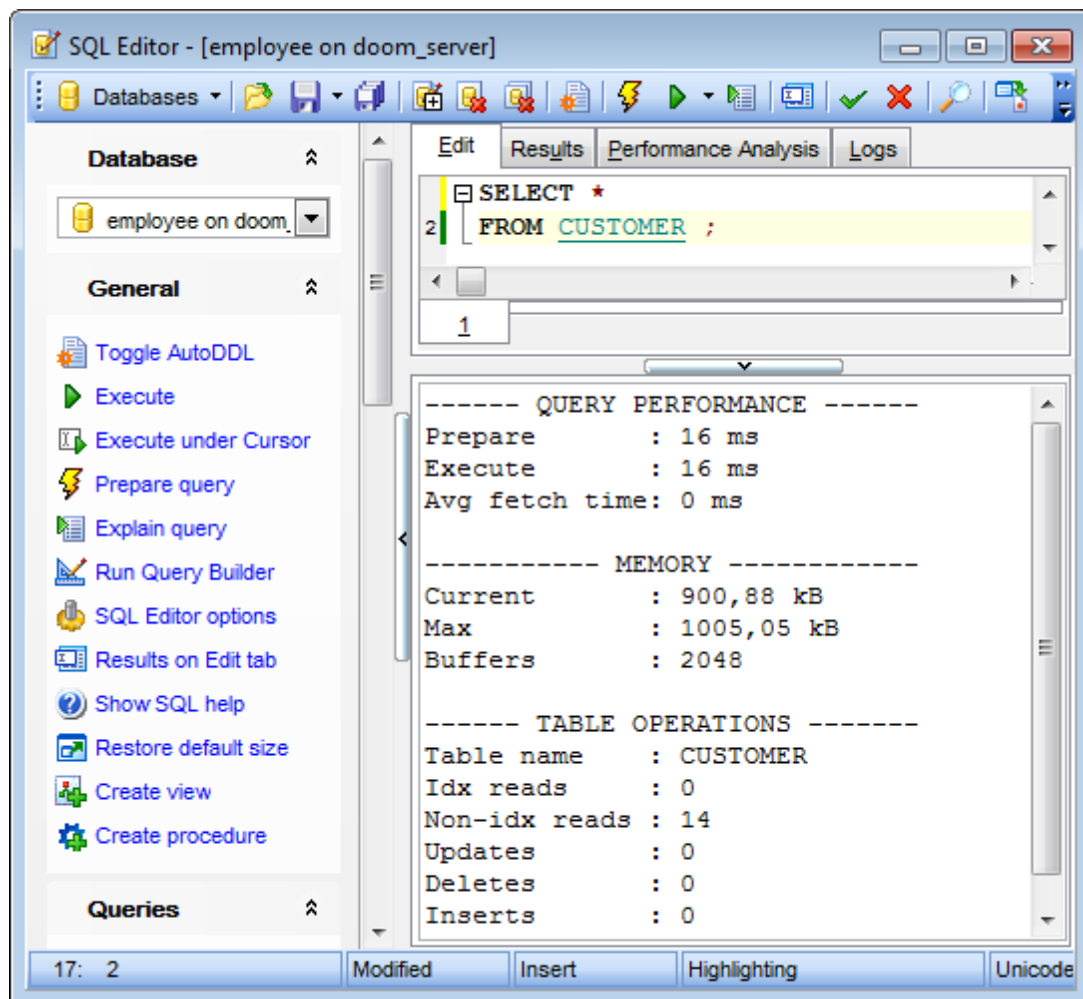 SQL Editor - [employee on doom_server]
Databases
Database
employee on doom_
General
Toggle AutoDDL
Execute
Execute under Cursor
Prepare query
Explain query
Run Query Builder
SQL Editor options
Results on Edit tab
Show SQL help
Restore default size
Create view
Create procedure
Queries
Edit Results Performance Analysis Logs
SELECT *
2 FROM CUSTOMER ;
1
------ QUERY PERFORMANCE ------
Prepare : 16 ms
Execute : 16 ms
Avg fetch time: 0 ms
----------- MEMORY ------------
Current : 900,88 kB
Max : 1005,05 kB
Buffers : 2048
------ TABLE OPERATIONS -------
Table name : CUSTOMER
Idx reads : 0
Non-idx reads : 14
Updates : 0
Deletes : 0
Inserts : 0
17: 2 Modified Insert Highlighting Unicode